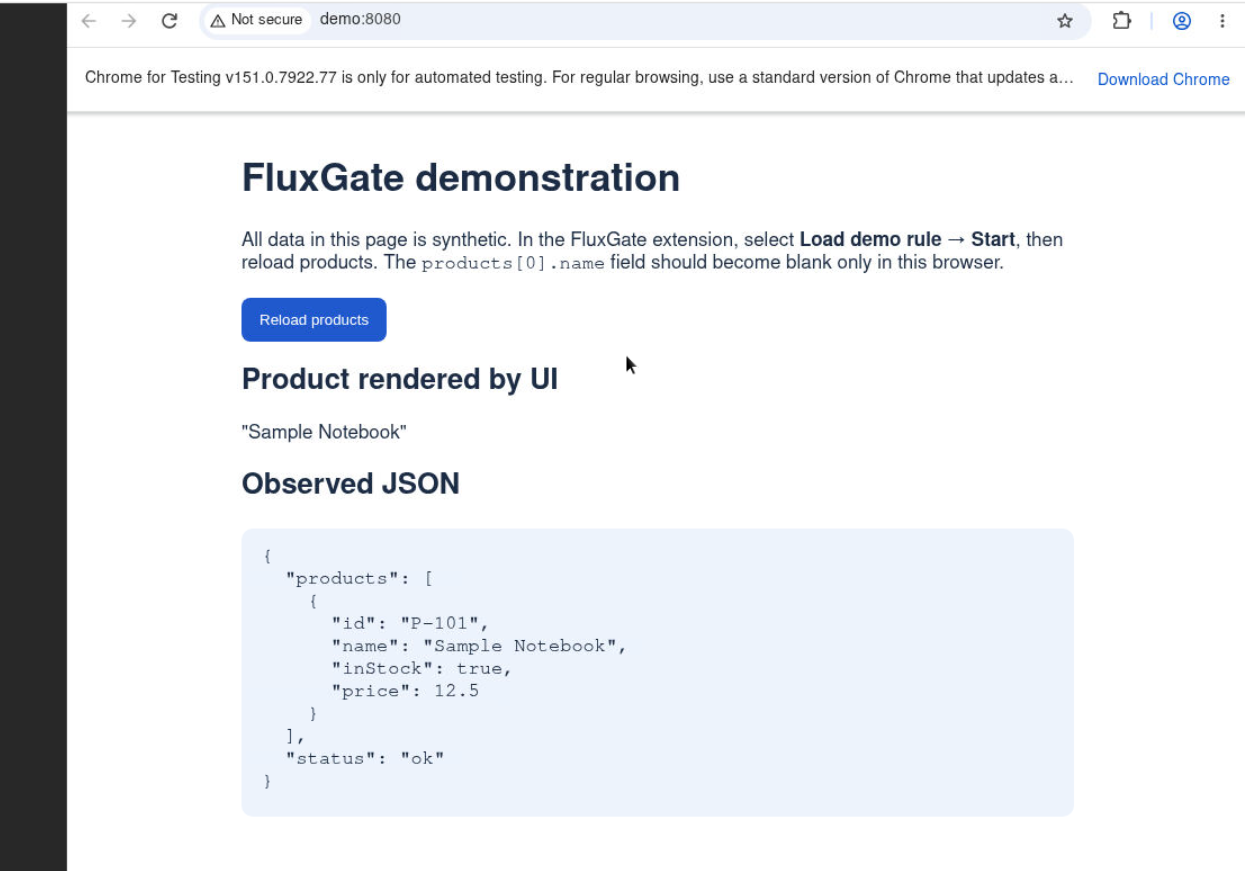 Not secure demo:8080
Chrome for Testing v151.0.7922.77 is only for automated testing. For regular browsing, use a standard version of Chrome that updates a... Download Chrome
FluxGate demonstration
All data in this page is synthetic. In the FluxGate extension, select Load demo rule → Start, then
reload products. The products[0].name field should become blank only in this browser.
Reload products
Product rendered by UI
"Sample Notebook"
Observed JSON
{
  "products": [
    {
      "id": "P-101",
      "name": "Sample Notebook",
      "inStock": true,
      "price": 12.5
    }
  ],
  "status": "ok"
}